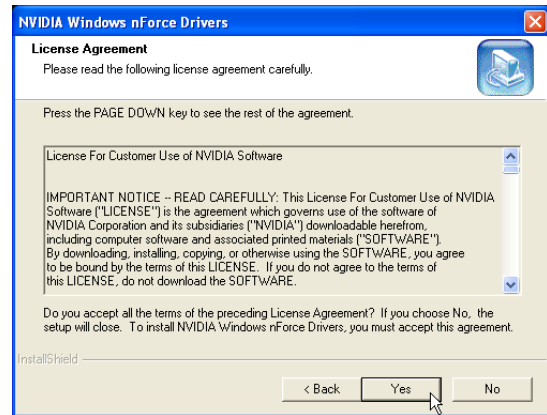 NVIDIA Windows nForce Drivers
License Agreement
Please read the following license agreement carefully.
Press the PAGE DOWN key to see the rest of the agreement.
License For Customer Use of NVIDIA Software
IMPORTANT NOTICE -- READ CAREFULLY: This License For Customer Use of NVIDIA
Software ("LICENSE") is the agreement which governs use of the software of
NVIDIA Corporation and its subsidiaries ("NVIDIA") downloadable herefrom,
including computer software and associated printed materials ("SOFTWARE").
By downloading, installing, copying, or otherwise using the SOFTWARE, you agree
to be bound by the terms of this LICENSE. If you do not agree to the terms of
this LICENSE, do not download the SOFTWARE.
Do you accept all the terms of the preceding License Agreement? If you choose No, the
setup will close. To install NVIDIA Windows nForce Drivers, you must accept this agreement.
InstallShield
< Back Yes No